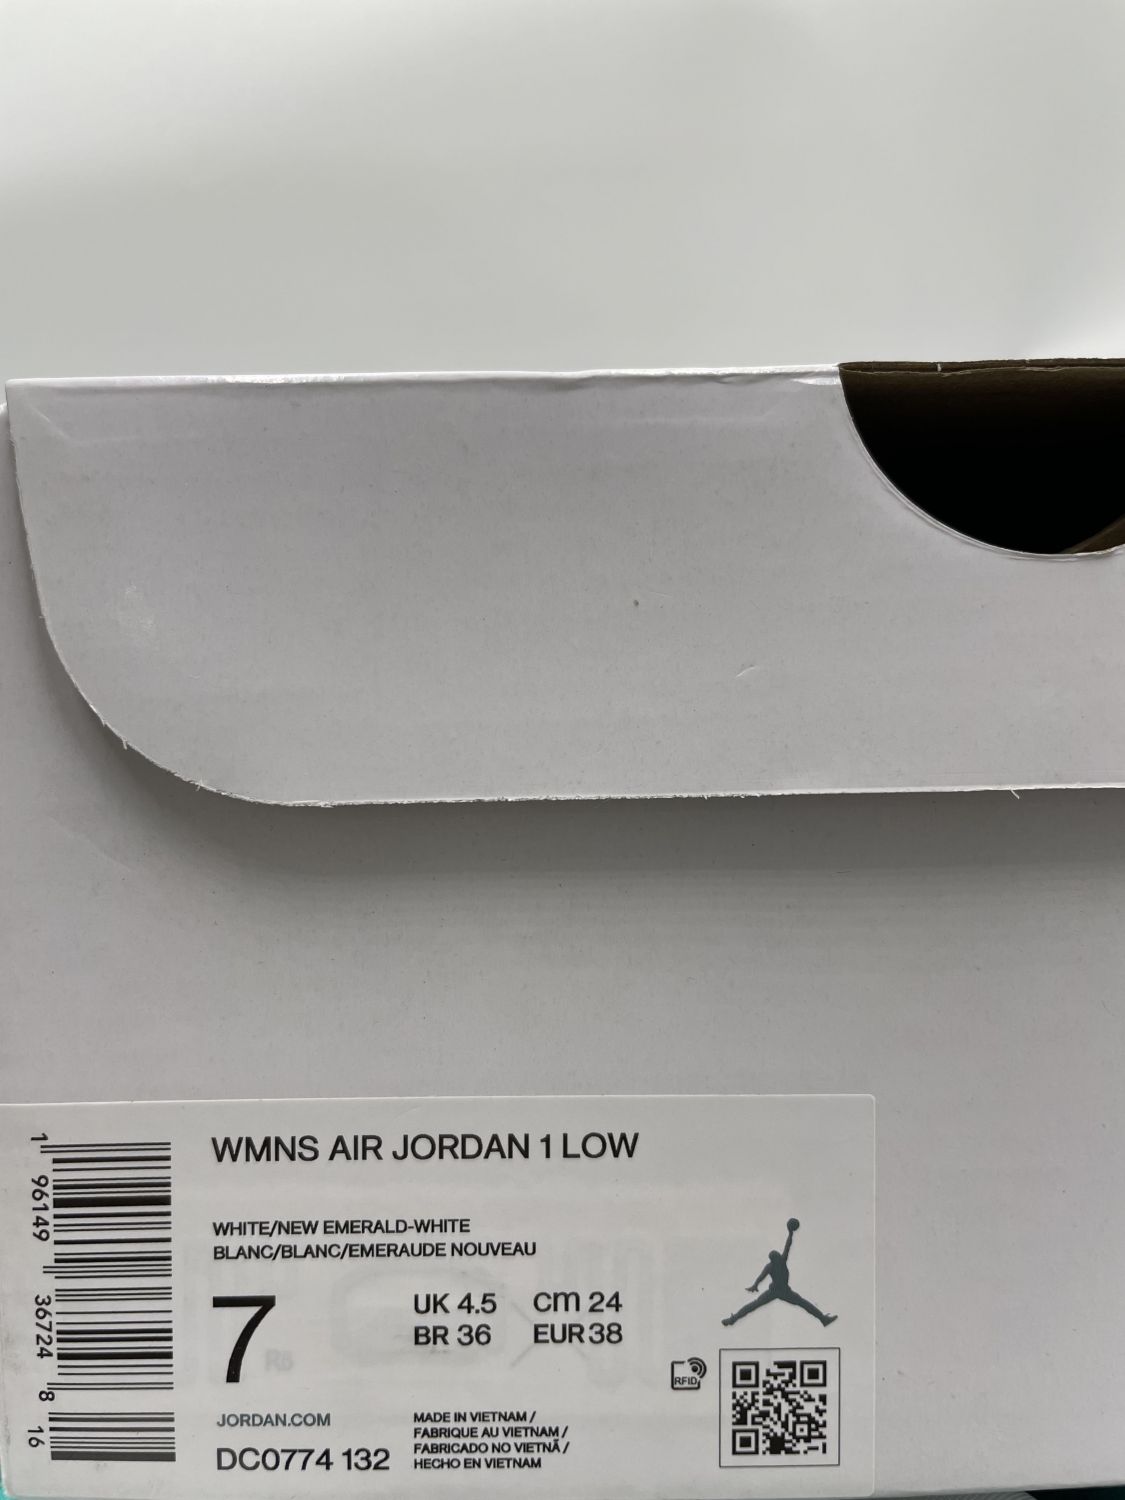 WMNS AIR JORDAN 1 LOW
WHITE/NEW EMERALD-WHITE
BLANC/BLANC/EMERAUDE NOUVEAU
7
UK 4.5 cm 24
BR 36 EUR 38
RFID
JORDAN.COM
DC0774 132
MADE IN VIETNAM /
FABRIQUE AU VIETNAM /
FABRICADO NO VIETNÃ /
HECHO EN VIETNAM
1 96149 36724 8 16